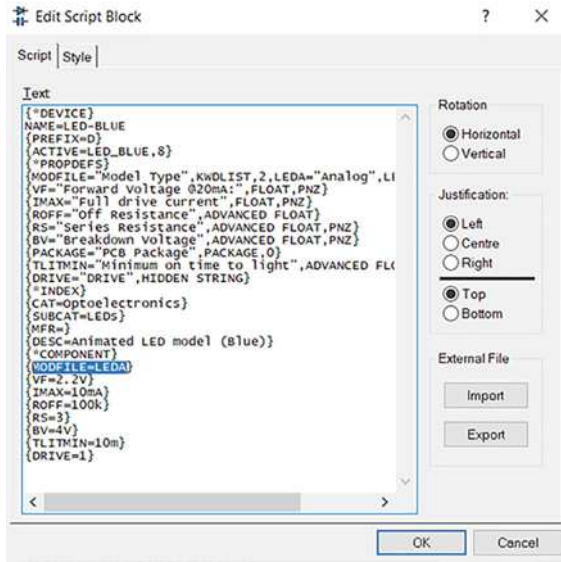 Edit Script Block
? X
Script Style
Text
{*DEVICE}
NAME=LED-BLUE
{PREFIX=D}
{ACTIVE=LED_BLUE,8}
{*PROPDEFS}
{MODFILE="Model Type",KWDLIST,2,LEDA="Analog",LE
{VF="Forward Voltage @20mA:",FLOAT,PNZ}
{IMAX="Full drive current",FLOAT,PNZ}
{ROFF="Off Resistance",ADVANCED FLOAT}
{RS="Series Resistance",ADVANCED FLOAT,PNZ}
{BV="Breakdown Voltage",ADVANCED FLOAT,PNZ}
{PACKAGE="PCB Package",PACKAGE,0}
{TLITMIN="Minimum on time to light",ADVANCED FLO
{DRIVE="DRIVE",HIDDEN STRING}
{*INDEX}
{CAT=Optoelectronics}
{SUBCAT=LEDs}
{MFR=}
{DESC=Animated LED model (Blue)}
{*COMPONENT}
{MODFILE=LEDA}
{VF=2.2V}
{IMAX=10mA}
{ROFF=100k}
{RS=3}
{BV=4V}
{TLITMIN=10m}
{DRIVE=1}
Rotation
Horizontal
Vertical
Justification:
Left
Centre
Right
Top
Bottom
External File
Import
Export
OK
Cancel